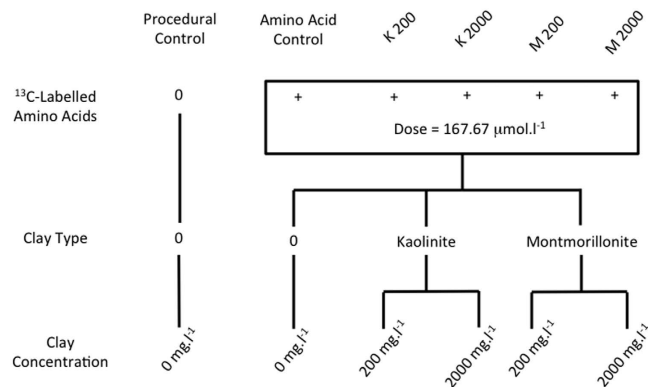 Procedural Control
Amino Acid Control
K 200
K 2000
M 200
M 2000
¹³C-Labelled Amino Acids
0
+ + + + +
Dose = 167.67 μmol.l⁻¹
Clay Type
0
0
Kaolinite
Montmorillonite
Clay Concentration
0 mg.l⁻¹
0 mg.l⁻¹
200 mg.l⁻¹
2000 mg.l⁻¹
200 mg.l⁻¹
2000 mg.l⁻¹